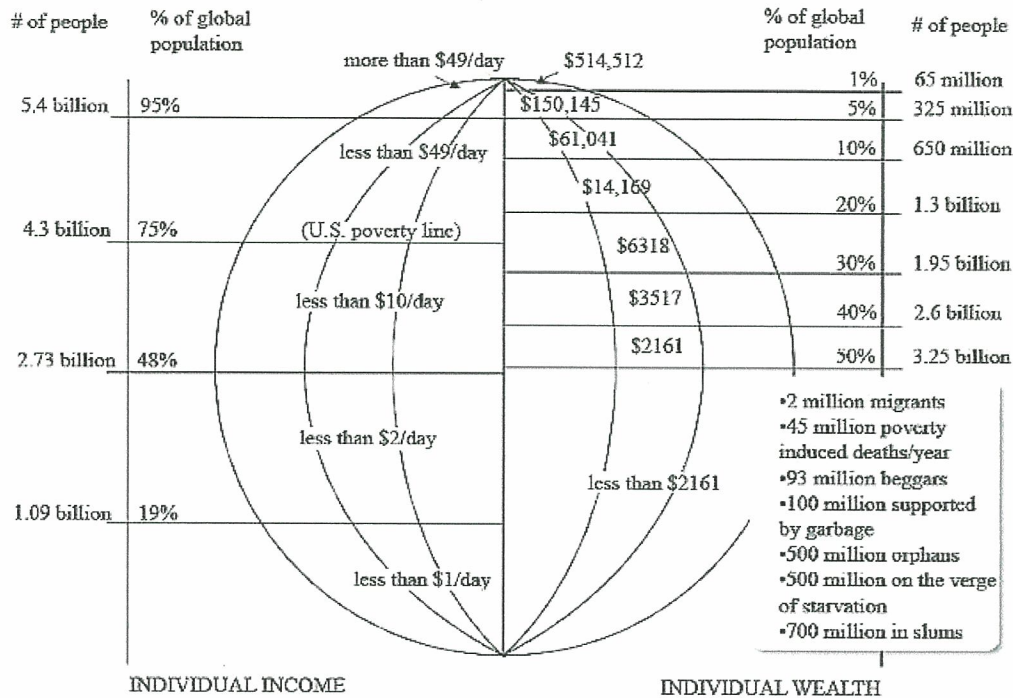 # of people
% of global
population
5.4 billion
95%
4.3 billion
75%
2.73 billion
48%
1.09 billion
19%
more than $49/day
less than $49/day
(U.S. poverty line)
less than $10/day
less than $2/day
less than $1/day
INDIVIDUAL INCOME
$514,512
$150,145
$61,041
$14,169
$6318
$3517
$2161
less than $2161
% of global
population
# of people
1%
65 million
5%
325 million
10%
650 million
20%
1.3 billion
30%
1.95 billion
40%
2.6 billion
50%
3.25 billion
•2 million migrants
•45 million poverty
induced deaths/year
•93 million beggars
•100 million supported
by garbage
•500 million orphans
•500 million on the verge
of starvation
•700 million in slums
INDIVIDUAL WEALTH